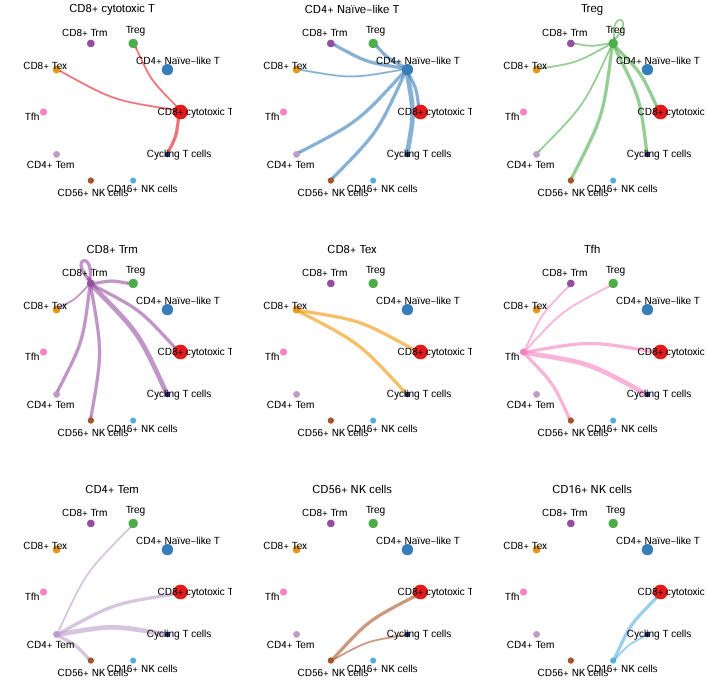 CD8+ cytotoxic T
CD8+ Trm
Treg
CD4+ Naïve−like T
CD8+ Tex
CD8+ cytotoxic T
Tfh
Cycling T cells
CD4+ Tem
CD16+ NK cells
CD56+ NK cells
CD4+ Naïve−like T
CD8+ Trm
Treg
CD4+ Naïve−like T
CD8+ Tex
CD8+ cytotoxic T
Tfh
Cycling T cells
CD4+ Tem
CD16+ NK cells
CD56+ NK cells
Treg
CD8+ Trm
Treg
CD4+ Naïve−like T
CD8+ Tex
CD8+ cytotoxic
Tfh
Cycling T cells
CD4+ Tem
CD16+ NK cells
CD56+ NK cells
CD8+ Trm
CD8+ Trm
Treg
CD4+ Naïve−like T
CD8+ Tex
CD8+ cytotoxic T
Tfh
Cycling T cells
CD4+ Tem
CD16+ NK cells
CD56+ NK cells
CD8+ Tex
CD8+ Trm
Treg
CD4+ Naïve−like T
CD8+ Tex
CD8+ cytotoxic T
Tfh
Cycling T cells
CD4+ Tem
CD16+ NK cells
CD56+ NK cells
Tfh
CD8+ Trm
Treg
CD4+ Naïve−like T
CD8+ Tex
CD8+ cytotoxic
Tfh
Cycling T cells
CD4+ Tem
CD16+ NK cells
CD56+ NK cells
CD4+ Tem
CD8+ Trm
Treg
CD4+ Naïve−like T
CD8+ Tex
CD8+ cytotoxic T
Tfh
Cycling T cells
CD4+ Tem
CD16+ NK cells
CD56+ NK cells
CD56+ NK cells
CD8+ Trm
Treg
CD4+ Naïve−like T
CD8+ Tex
CD8+ cytotoxic T
Tfh
Cycling T cells
CD4+ Tem
CD16+ NK cells
CD56+ NK cells
CD16+ NK cells
CD8+ Trm
Treg
CD4+ Naïve−like T
CD8+ Tex
CD8+ cytotoxic
Tfh
Cycling T cells
CD4+ Tem
CD16+ NK cells
CD56+ NK cells